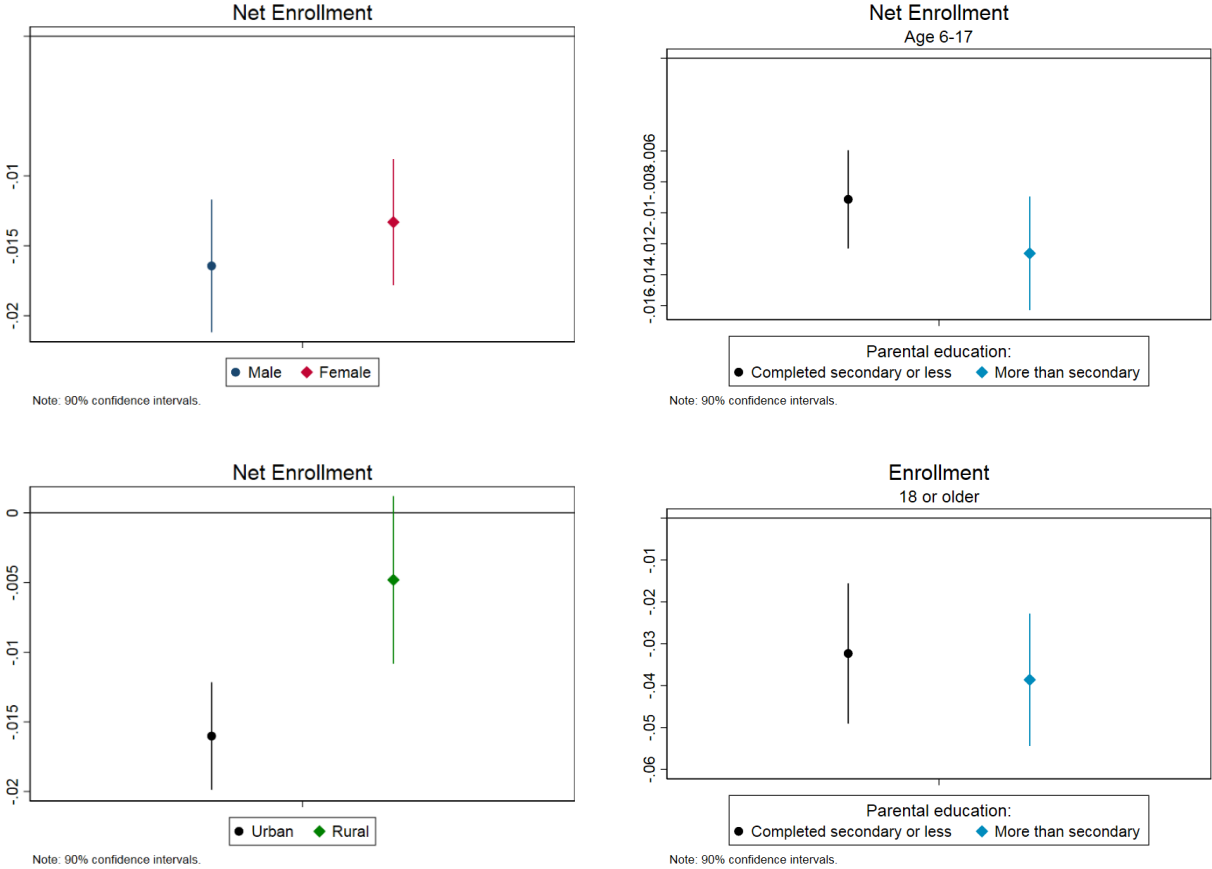 Net Enrollment
-.01
-.015
-.02
Male Female
Note: 90% confidence intervals.
Net Enrollment
Age 6-17
-.006
-.008
-.01
-.012
-.014
-.016
Parental education:
Completed secondary or less More than secondary
Note: 90% confidence intervals.
Net Enrollment
0
-.005
-.01
-.015
-.02
Urban Rural
Note: 90% confidence intervals.
Enrollment
18 or older
-.01
-.02
-.03
-.04
-.05
-.06
Parental education:
Completed secondary or less More than secondary
Note: 90% confidence intervals.